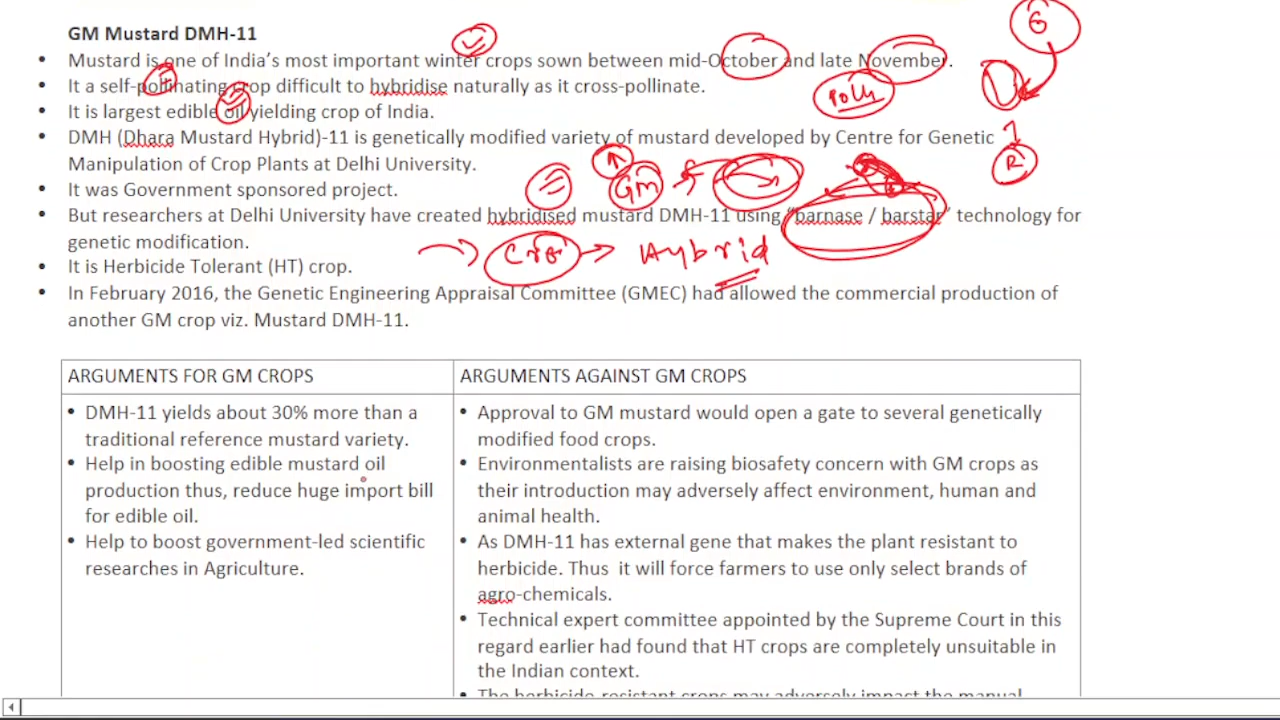 GM Mustard DMH-11
• Mustard is one of India's most important winter crops sown between mid-October and late November.
• It a self-pollinating crop difficult to hybridise naturally as it cross-pollinate.
• It is largest edible oil yielding crop of India.
• DMH (Dhara Mustard Hybrid)-11 is genetically modified variety of mustard developed by Centre for Genetic
Manipulation of Crop Plants at Delhi University.
• It was Government sponsored project.
• But researchers at Delhi University have created hybridised mustard DMH-11 using "barnase / barstar" technology for
genetic modification.
• It is Herbicide Tolerant (HT) crop.
• In February 2016, the Genetic Engineering Appraisal Committee (GMEC) had allowed the commercial production of
another GM crop viz. Mustard DMH-11.
G
R
GM
Hybrid
ARGUMENTS FOR GM CROPS
• DMH-11 yields about 30% more than a
traditional reference mustard variety.
• Help in boosting edible mustard oil
production thus, reduce huge import bill
for edible oil.
• Help to boost government-led scientific
researches in Agriculture.
ARGUMENTS AGAINST GM CROPS
• Approval to GM mustard would open a gate to several genetically
modified food crops.
• Environmentalists are raising biosafety concern with GM crops as
their introduction may adversely affect environment, human and
animal health.
• As DMH-11 has external gene that makes the plant resistant to
herbicide. Thus it will force farmers to use only select brands of
agro-chemicals.
• Technical expert committee appointed by the Supreme Court in this
regard earlier had found that HT crops are completely unsuitable in
the Indian context.
• The herbicide-resistant crops may adversely impact the manual